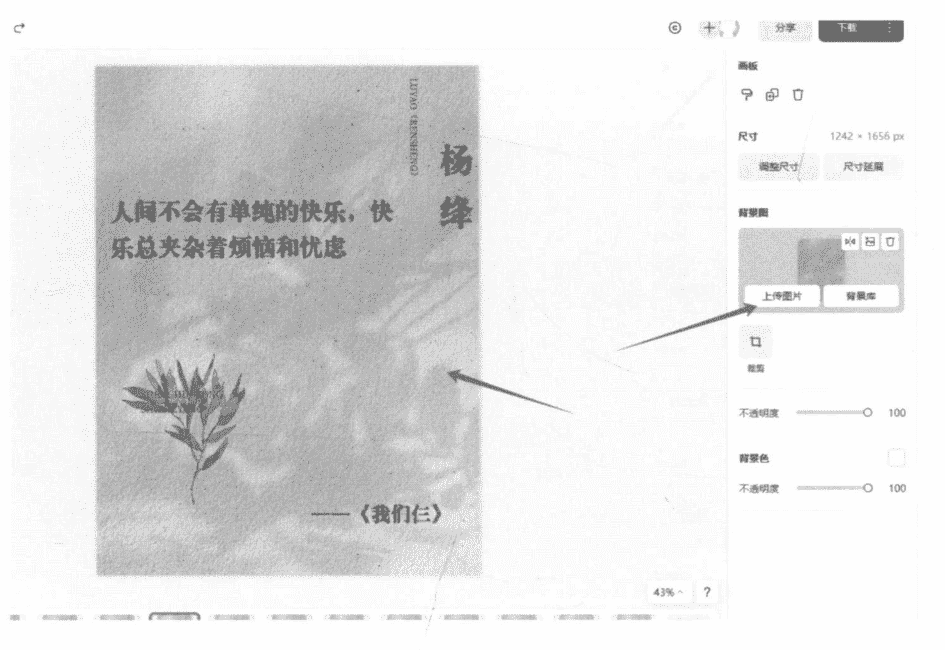 分享
下载
画板
尺寸
1242 × 1656 px
调整尺寸
尺寸延展
背景图
上传图片
背景库
裁剪
不透明度
100
背景色
不透明度
100
LUYAO《RENSHENG》
杨绛
人间不会有单纯的快乐，快
乐总夹杂着烦恼和忧虑
——《我们仨》
43%
?